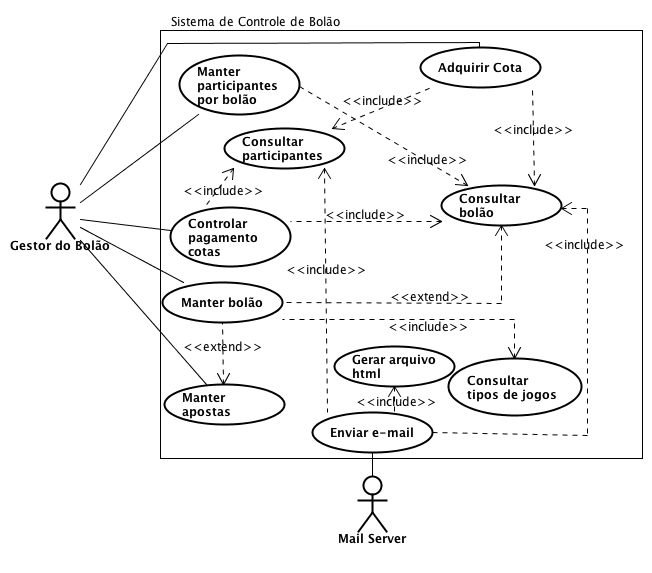 Sistema de Controle de Bolão
Adquirir Cota
Manter
participantes
por bolão
<<include>>
<<include>>
Consultar
participantes
<<include>>
<<include>>
Consultar
bolão
Gestor do Bolão
Controlar
pagamento
cotas
<<include>>
<<include>>
<<include>>
Manter bolão
<<extend>>
<<include>>
<<extend>>
Gerar arquivo
html
Consultar
tipos de jogos
Manter
apostas
<<include>>
Enviar e-mail
Mail Server